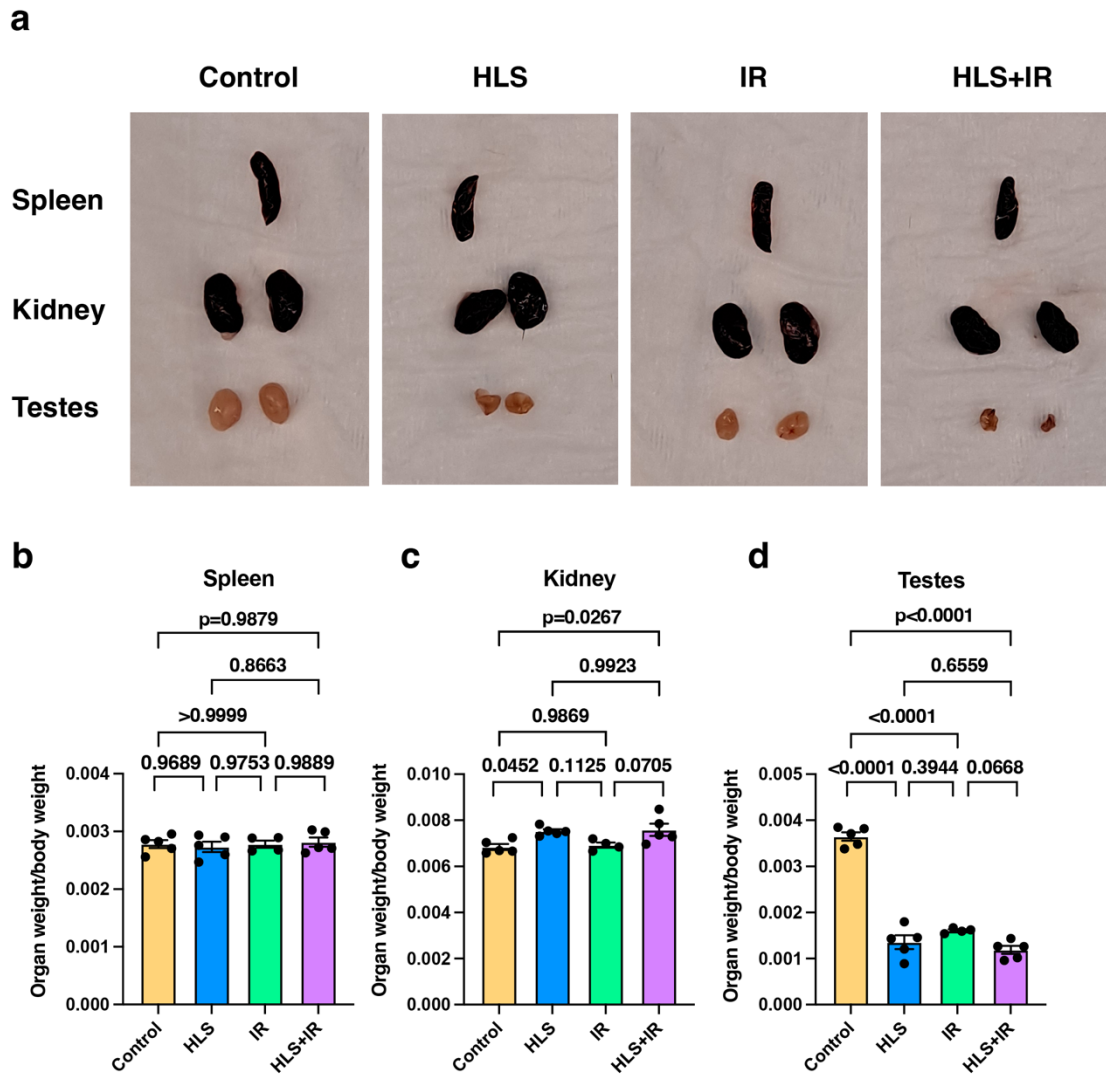 a
Control HLS IR HLS+IR
Spleen
Kidney
Testes
b
Spleen
p=0.9879
0.8663
>0.9999
0.9689 0.9753 0.9889
Organ weight/body weight
0.004
0.003
0.002
0.001
0.000
Control HLS IR HLS+IR
c
Kidney
p=0.0267
0.9923
0.9869
0.0452 0.1125 0.0705
Organ weight/body weight
0.010
0.008
0.006
0.004
0.002
0.000
Control HLS IR HLS+IR
d
Testes
p<0.0001
0.6559
<0.0001
<0.0001 0.3944 0.0668
Organ weight/body weight
0.005
0.004
0.003
0.002
0.001
0.000
Control HLS IR HLS+IR